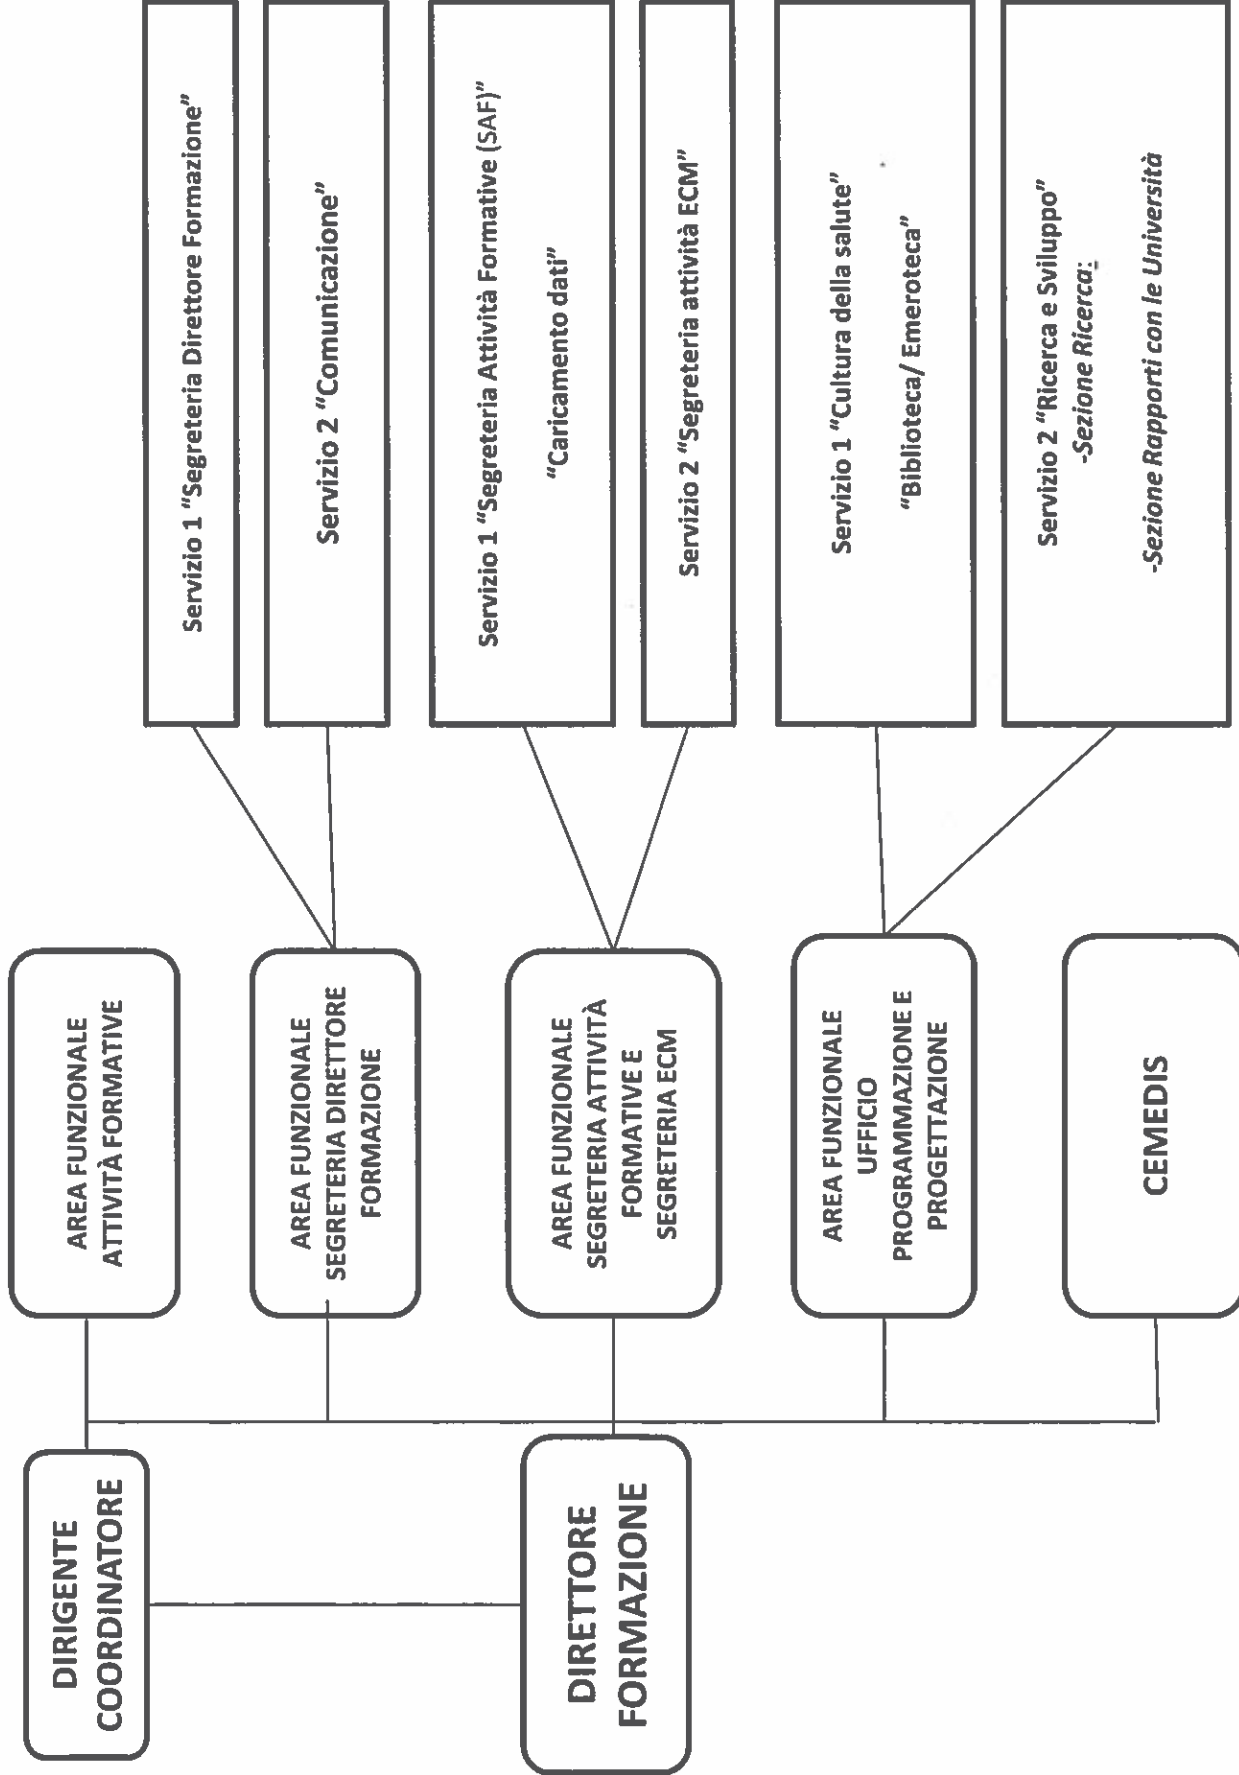 DIRIGENTE
COORDINATORE
DIRETTORE
FORMAZIONE
AREA FUNZIONALE
ATTIVITÀ FORMATIVE
AREA FUNZIONALE
SEGRETERIA DIRETTORE
FORMAZIONE
AREA FUNZIONALE
SEGRETERIA ATTIVITÀ
FORMATIVE E
SEGRETERIA ECM
AREA FUNZIONALE
UFFICIO
PROGRAMMAZIONE E
PROGETTAZIONE
CEMEDIS
Servizio 1 “Segreteria Direttore Formazione”
Servizio 2 “Comunicazione”
Servizio 1 “Segreteria Attività Formative (SAF)”
“Caricamento dati”
Servizio 2 “Segreteria attività ECM”
Servizio 1 “Cultura della salute”
“Biblioteca/ Emeroteca”
Servizio 2 “Ricerca e Sviluppo”
-Sezione Ricerca:
-Sezione Rapporti con le Università